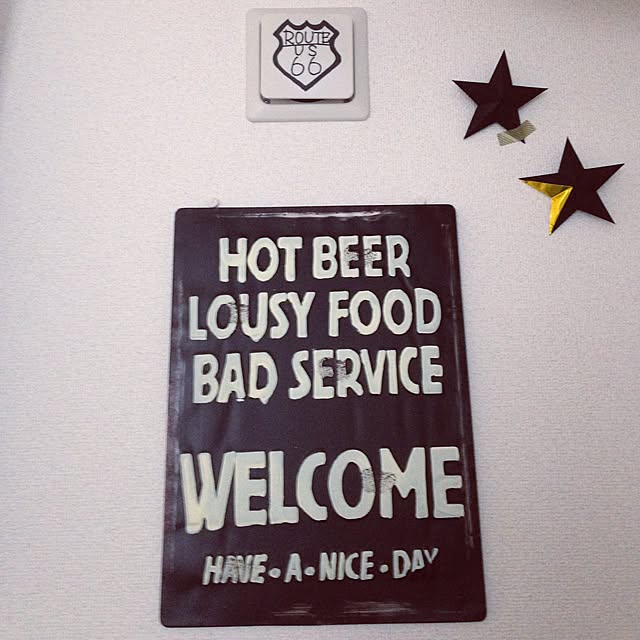 ROUTE
US
66
HOT BEER
LOUSY FOOD
BAD SERVICE
WELCOME
HAVE•A•NICE•DAY